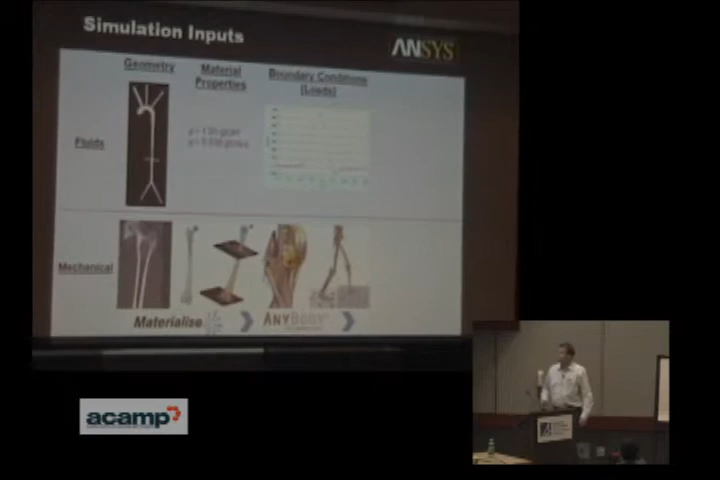 Simulation Inputs
ANSYS
Geometry
Material
Properties
Boundary Conditions
(Loads)
Fluids
Mechanical
Materialise
ANYBODY
acamp